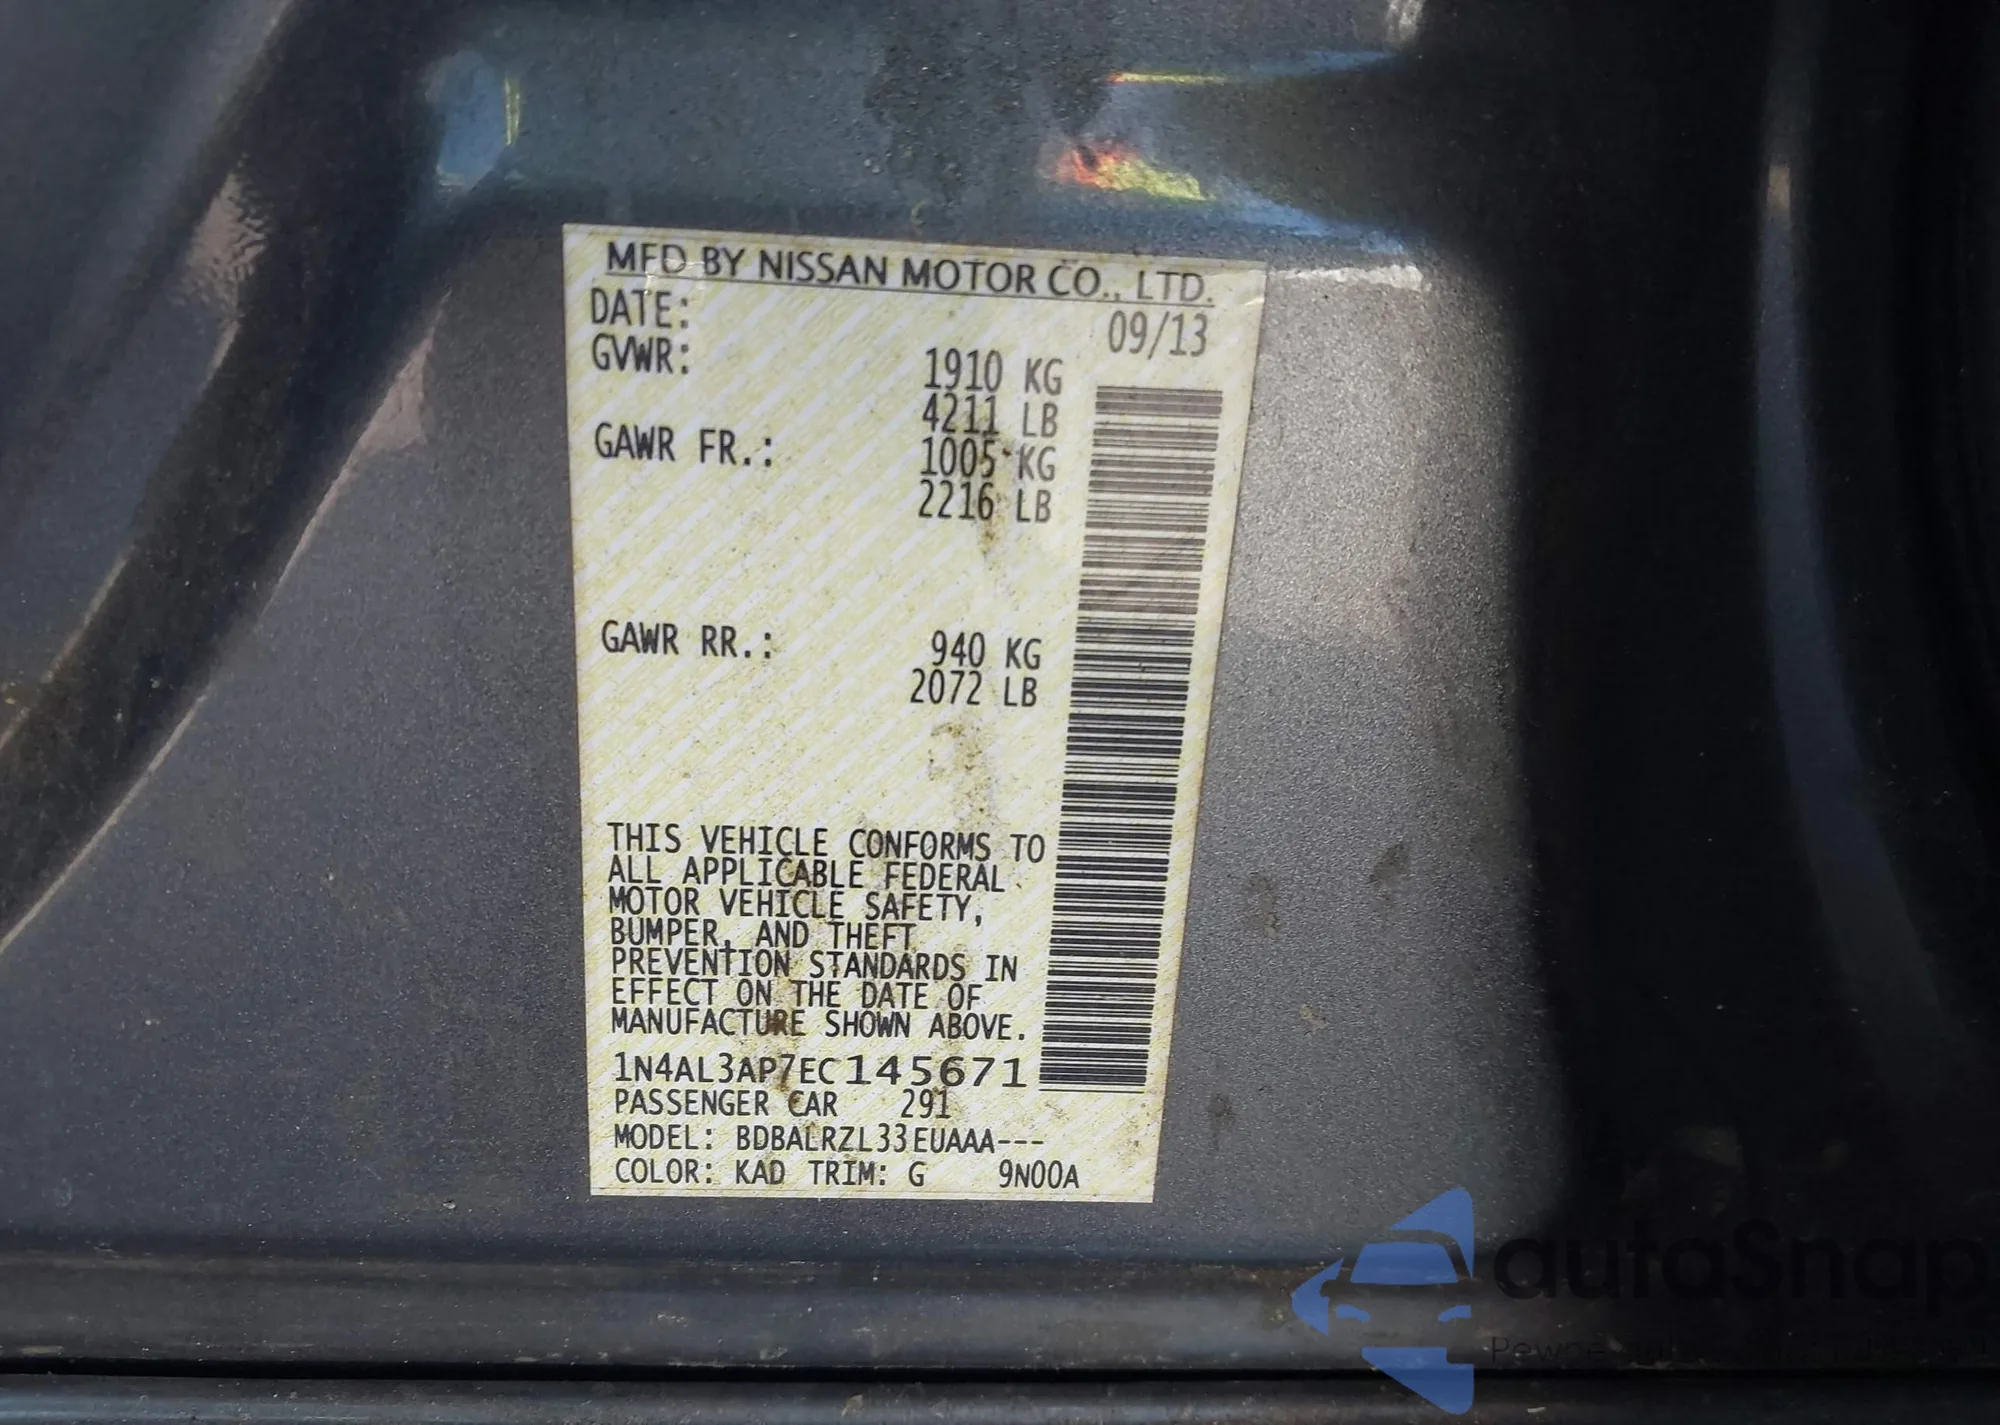 MFD BY NISSAN MOTOR CO., LTD.
DATE: 09/13
GVWR: 1910 KG
4211 LB
GAWR FR.: 1005 KG
2216 LB
GAWR RR.: 940 KG
2072 LB
THIS VEHICLE CONFORMS TO
ALL APPLICABLE FEDERAL
MOTOR VEHICLE SAFETY,
BUMPER, AND THEFT
PREVENTION STANDARDS IN
EFFECT ON THE DATE OF
MANUFACTURE SHOWN ABOVE.
1N4AL3AP7EC145671
PASSENGER CAR 291
MODEL: BDBALRZL33EUAAA---
COLOR: KAD TRIM: G 9N00A
autoSnap